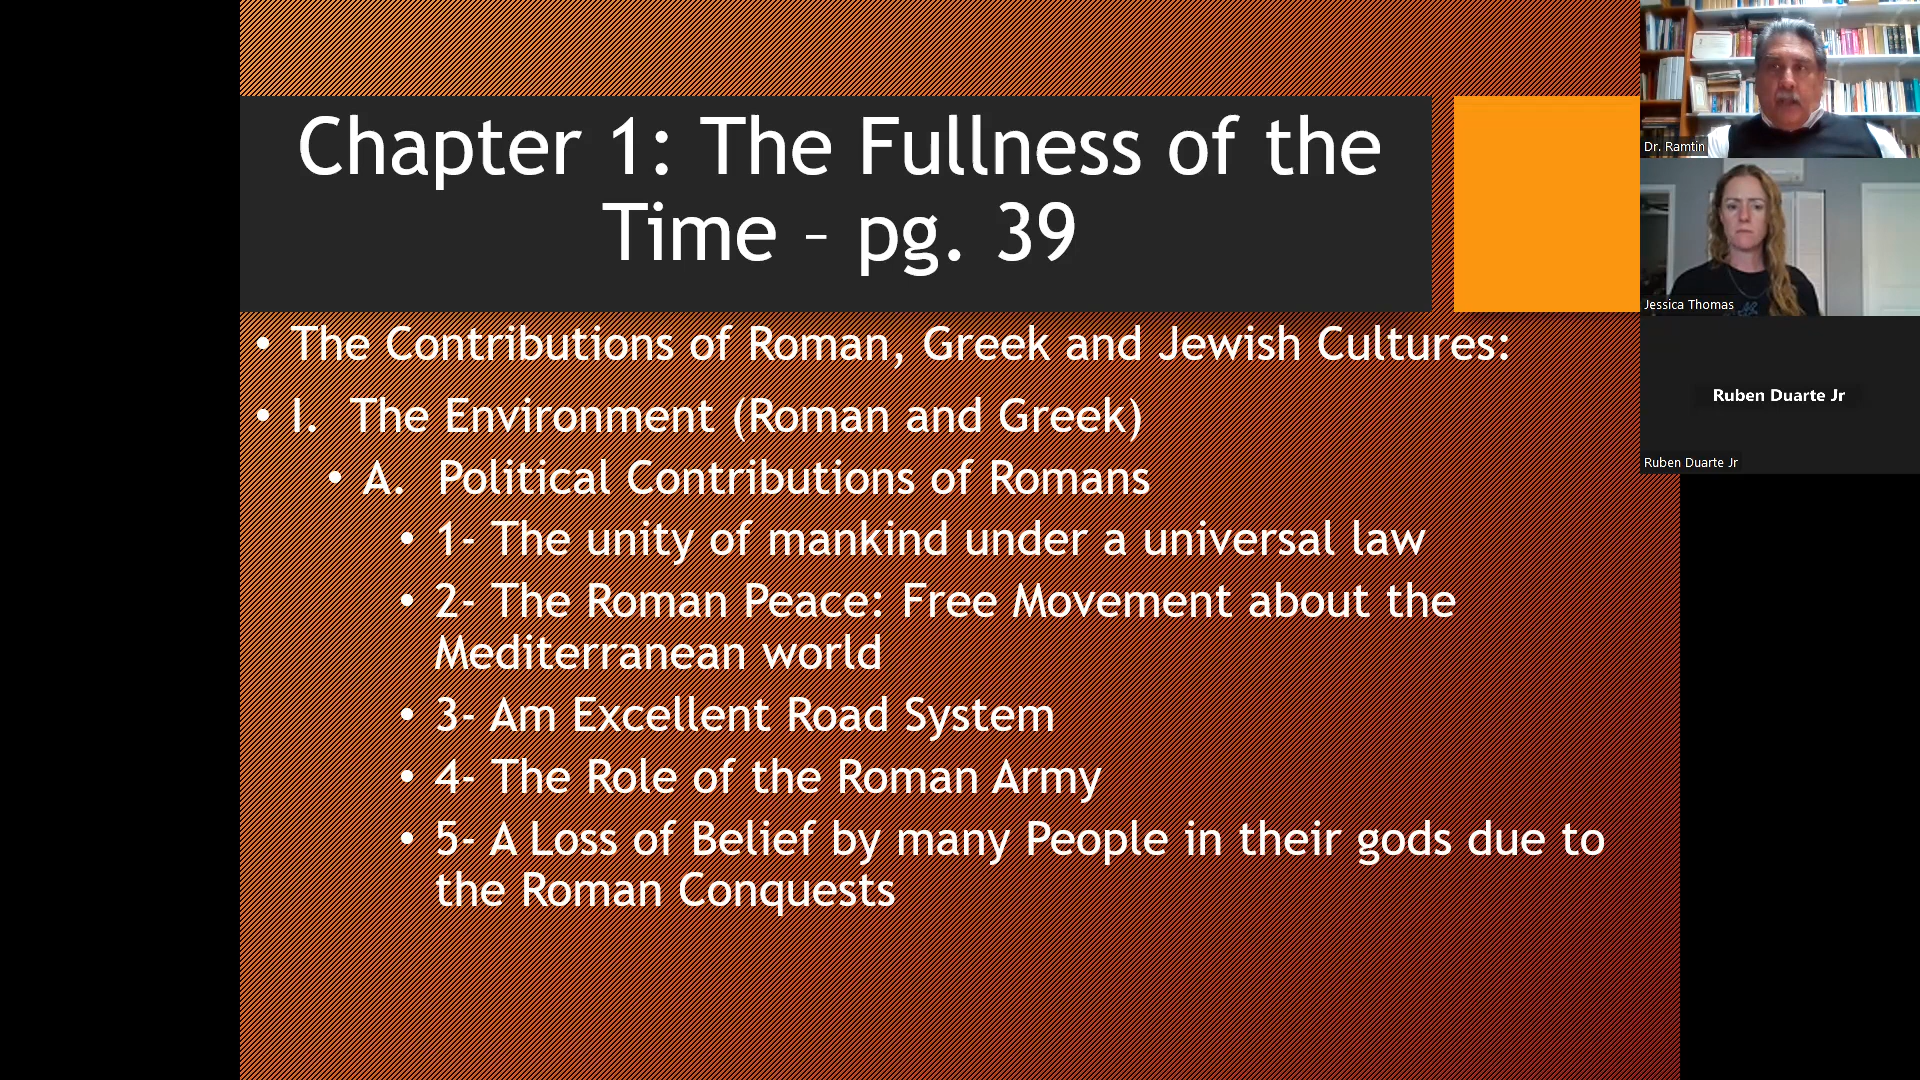 Chapter 1: The Fullness of the
Time – pg. 39
• The Contributions of Roman, Greek and Jewish Cultures:
• I. The Environment (Roman and Greek)
• A. Political Contributions of Romans
• 1- The unity of mankind under a universal law
• 2- The Roman Peace: Free Movement about the
Mediterranean world
• 3- Am Excellent Road System
• 4- The Role of the Roman Army
• 5- A Loss of Belief by many People in their gods due to
the Roman Conquests
Dr. Ramtin
Jessica Thomas
Ruben Duarte Jr
Ruben Duarte Jr